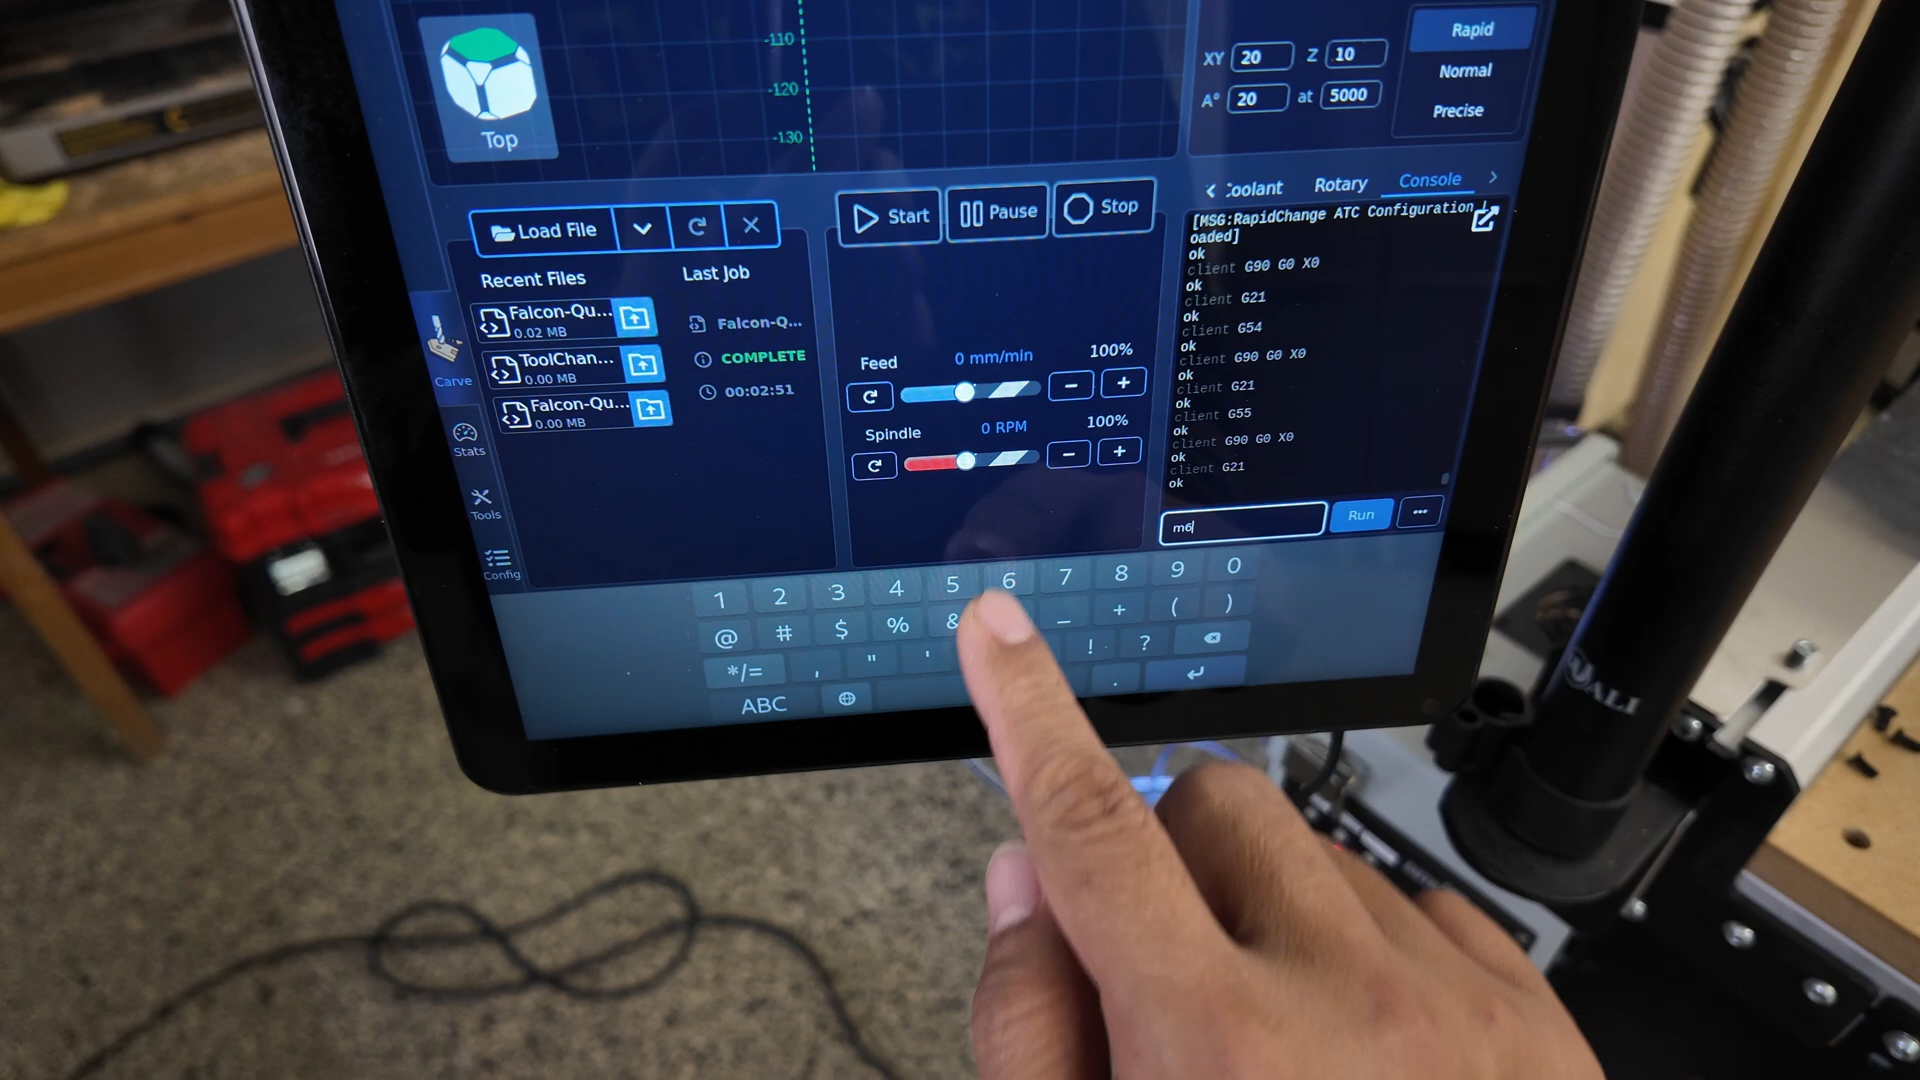 -110
-120
-130
Top
XY 20 Z 10
A° 20 at 5000
Rapid
Normal
Precise
Load File
Recent Files
Falcon-Qu...
0.02 MB
ToolChan...
0.00 MB
Falcon-Qu...
0.00 MB
Last Job
Falcon-Q...
COMPLETE
00:02:51
Carve
Stats
Tools
Config
Start Pause Stop
Feed 0 mm/min 100%
Spindle 0 RPM 100%
Rotary Console
[MSG:RapidChange ATC Configuration l
oaded]
ok
client G90 G0 X0
ok
client G21
ok
client G54
ok
client G90 G0 X0
ok
client G21
ok
client G55
ok
client G90 G0 X0
ok
client G21
ok
m6 Run ...
1 2 3 4 5 6 7 8 9 0
@ # $ % & _ + ( )
*/= , " ' ! ?
ABC .